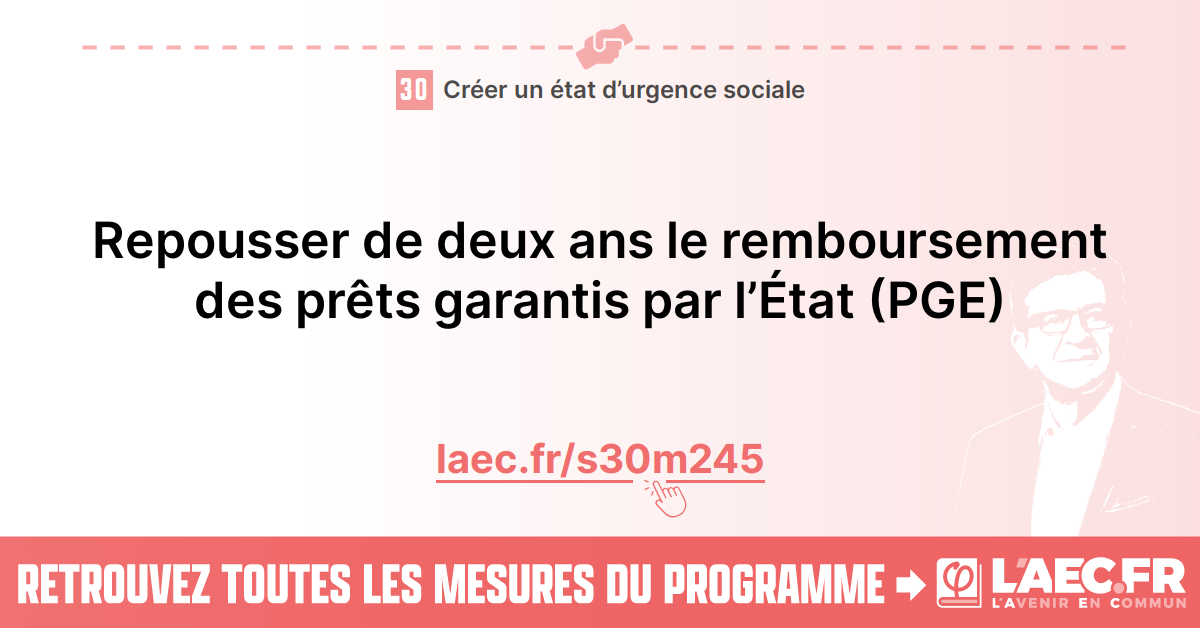 30 Créer un état d’urgence sociale
Repousser de deux ans le remboursement
des prêts garantis par l’État (PGE)
laec.fr/s30m245
RETROUVEZ TOUTES LES MESURES DU PROGRAMME
φ L'AEC.FR
L'AVENIR EN COMMUN